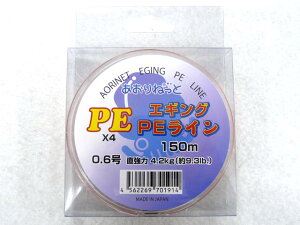 AORINET EGING PE LINE
あおりねっと
PE
X4
エギング
PEライン
150m
0.6号 直強力 4.2kg(約9.3lb.)
4 562269 701914
MADE IN JAPAN